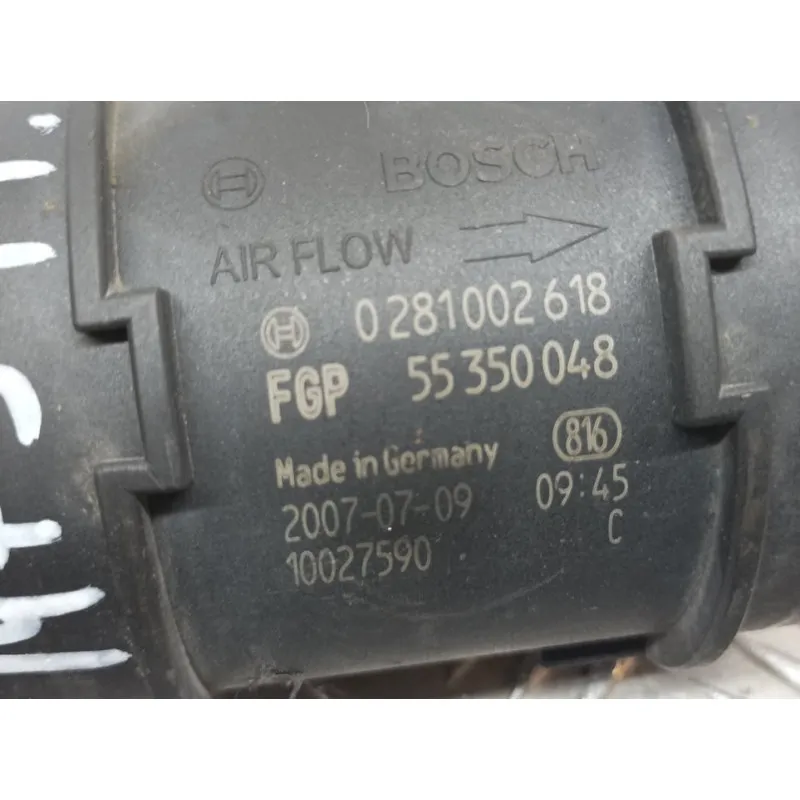 BOSCH
AIR FLOW
0 281 002 618
FGP 55 350 048
Made in Germany 816
2007-07-09 09:45
10027590 C